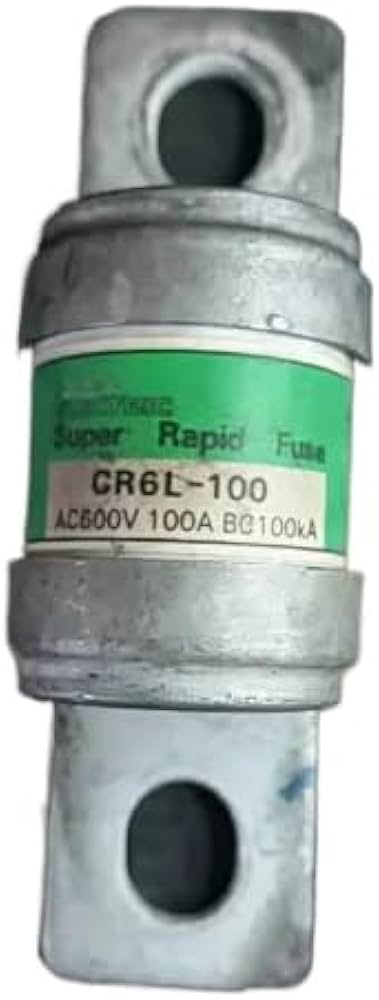 Super Rapid Fuse
CR6L-100
AC600V 100A BC100kA